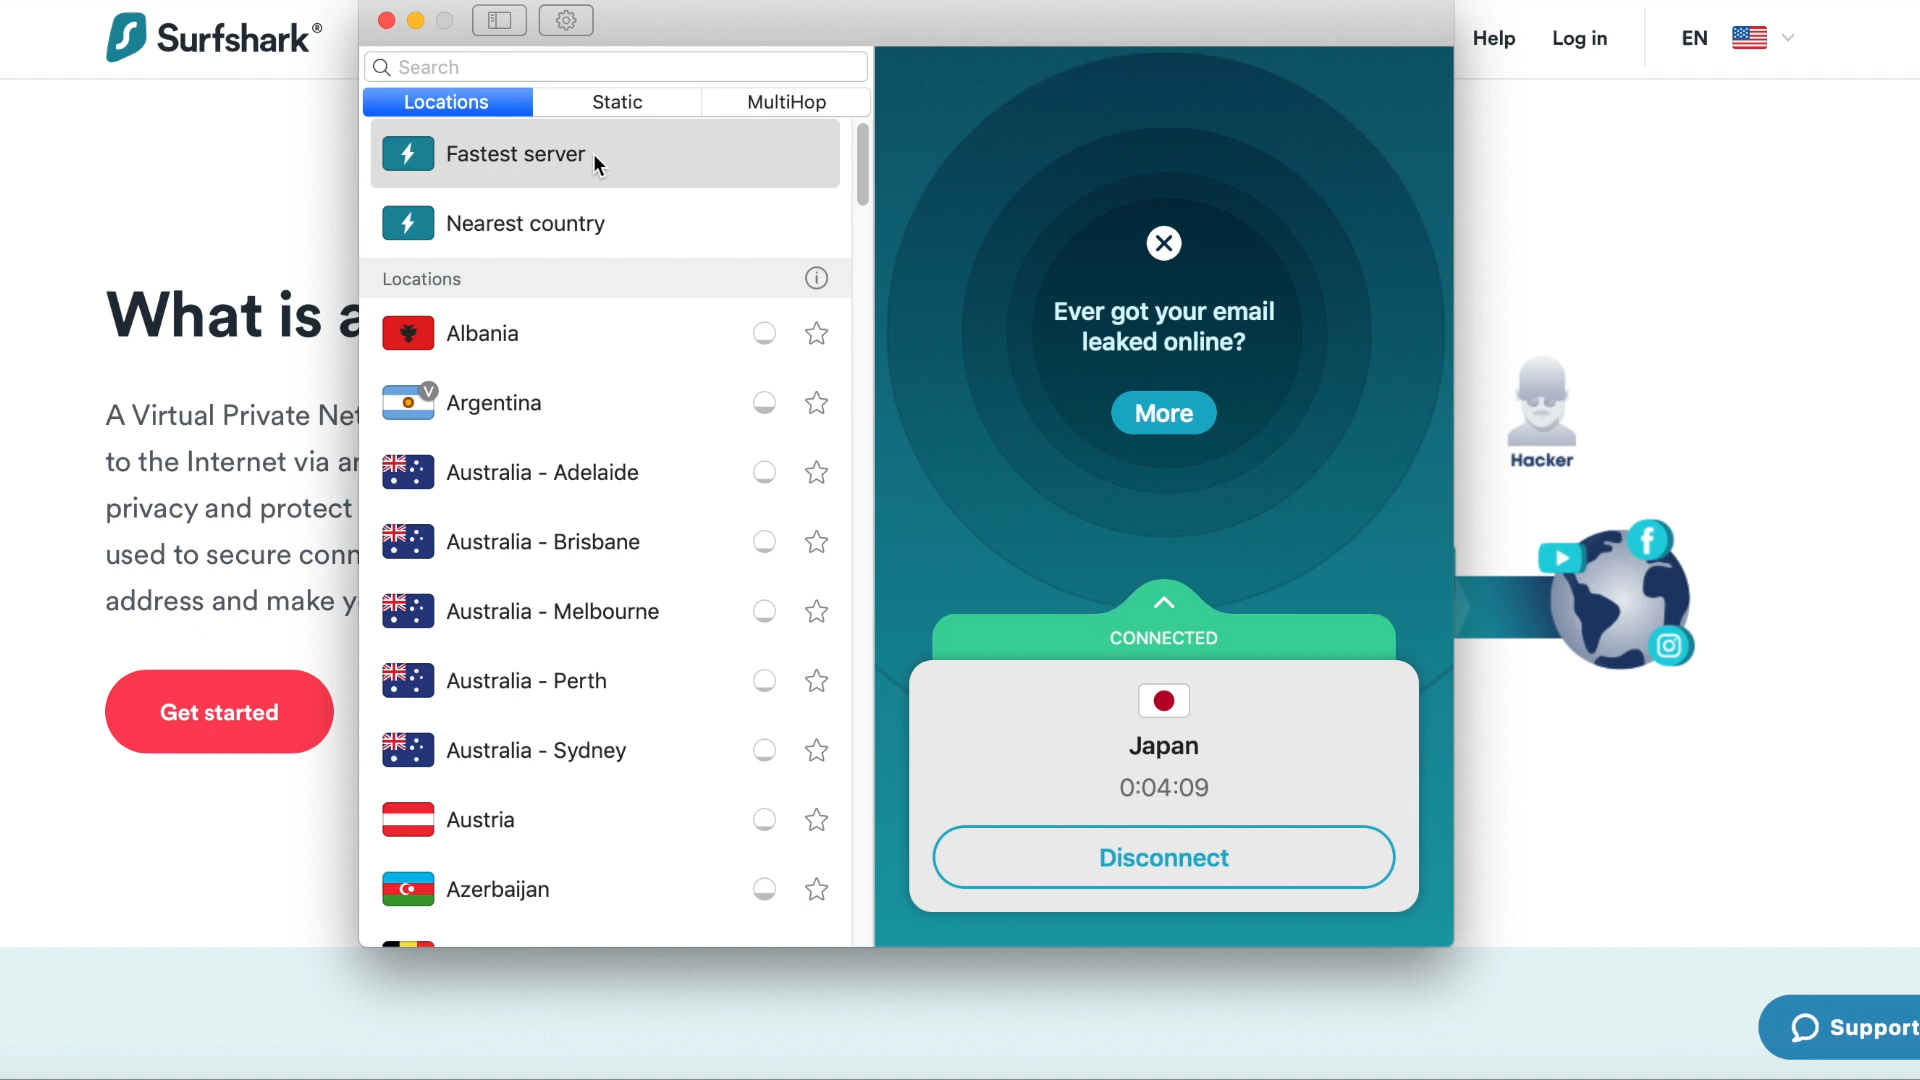 Surfshark®
Help
Log in
EN
Search
Locations
Static
MultiHop
Fastest server
Nearest country
Locations
Albania
V
Argentina
Australia - Adelaide
Australia - Brisbane
Australia - Melbourne
Australia - Perth
Australia - Sydney
Austria
Azerbaijan
Ever got your email
leaked online?
More
CONNECTED
Japan
0:04:09
Disconnect
What is a
A Virtual Private Net
to the Internet via an
privacy and protect
used to secure conn
address and make y
Get started
Hacker
Support